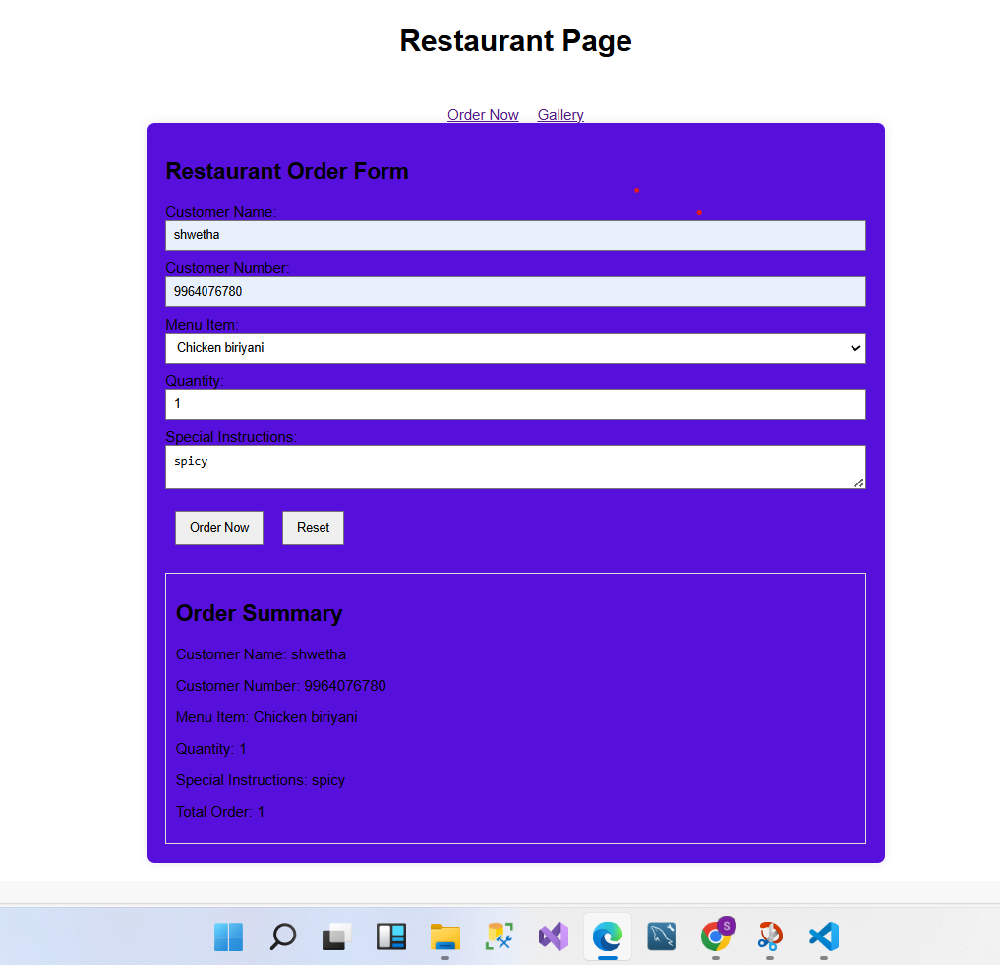 Restaurant Page
Order Now Gallery
Restaurant Order Form
Customer Name:
shwetha
Customer Number:
9964076780
Menu Item:
Chicken biriyani
Quantity:
1
Special Instructions:
spicy
Order Now Reset
Order Summary
Customer Name: shwetha
Customer Number: 9964076780
Menu Item: Chicken biriyani
Quantity: 1
Special Instructions: spicy
Total Order: 1
S